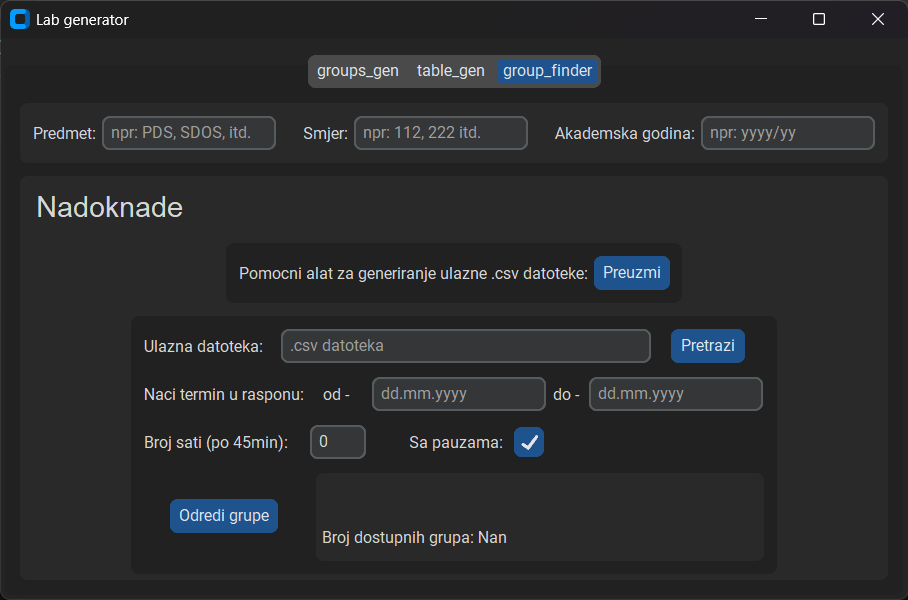 Lab generator
groups_gen table_gen group_finder
Predmet: npr: PDS, SDOS, itd. Smjer: npr: 112, 222 itd. Akademska godina: npr: yyyy/yy
Nadoknade
Pomocni alat za generiranje ulazne .csv datoteke: Preuzmi
Ulazna datoteka: .csv datoteka Pretrazi
Naci termin u rasponu: od - dd.mm.yyyy do - dd.mm.yyyy
Broj sati (po 45min): 0 Sa pauzama:
Odredi grupe
Broj dostupnih grupa: Nan